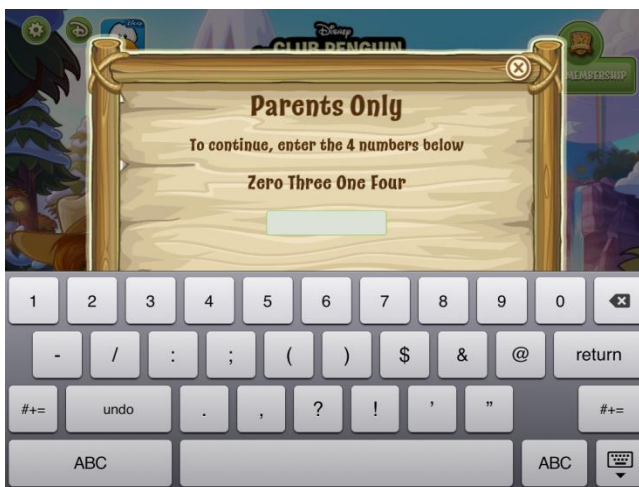 Disney
CLUB PENGUIN
MEMBERSHIP
Parents Only
To continue, enter the 4 numbers below
Zero Three One Four
1 2 3 4 5 6 7 8 9 0
- / : ; ( ) $ & @ return
#+= undo . , ? ! ' " #+=
ABC ABC